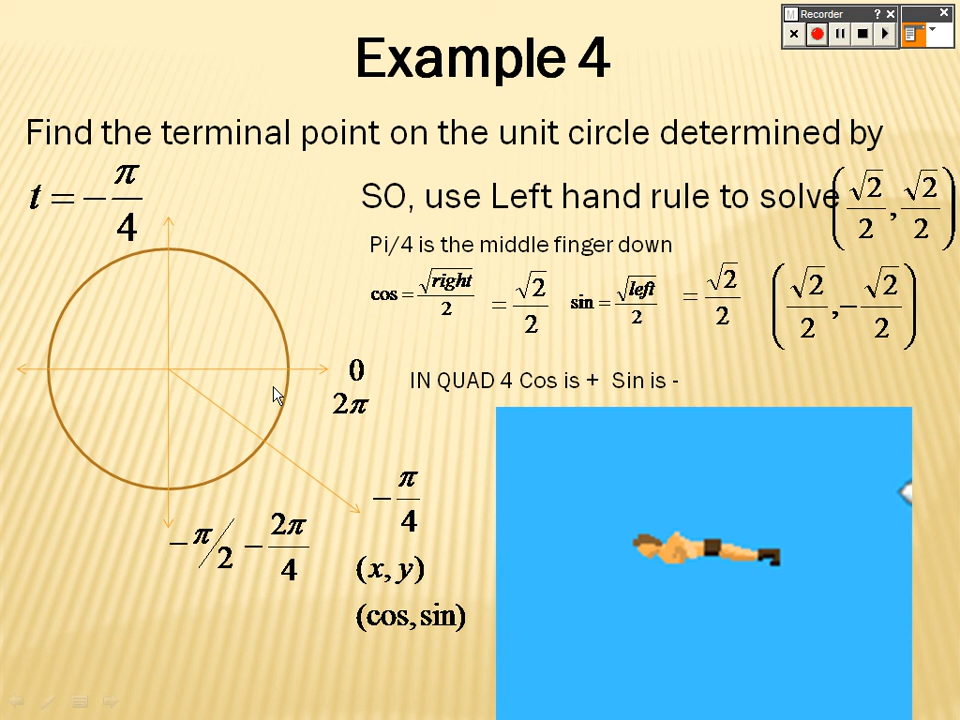 Recorder
Example 4
Find the terminal point on the unit circle determined by
t = -π/4
SO, use Left hand rule to solve (√2/2, √2/2)
Pi/4 is the middle finger down
cos = √right/2 = √2/2 sin = √left/2 = √2/2 (√2/2, -√2/2)
0
2π
IN QUAD 4 Cos is + Sin is -
-π/4
-π/2 -2π/4
(x, y)
(cos, sin)